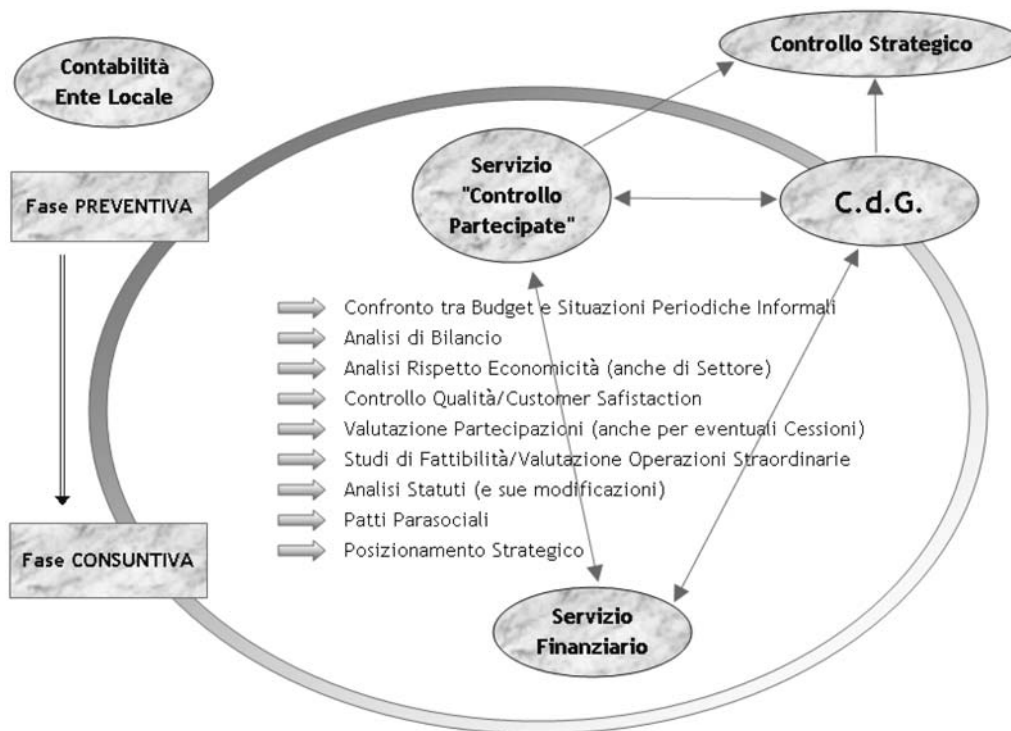 Controllo Strategico
Contabilità
Ente Locale
Servizio
"Controllo
Partecipate"
Fase PREVENTIVA
C.d.G.
Confronto tra Budget e Situazioni Periodiche Informali
Analisi di Bilancio
Analisi Rispetto Economicità (anche di Settore)
Controllo Qualità/Customer Safistaction
Valutazione Partecipazioni (anche per eventuali Cessioni)
Studi di Fattibilità/Valutazione Operazioni Straordinarie
Analisi Statuti (e sue modificazioni)
Patti Parasociali
Posizionamento Strategico
Fase CONSUNTIVA
Servizio
Finanziario